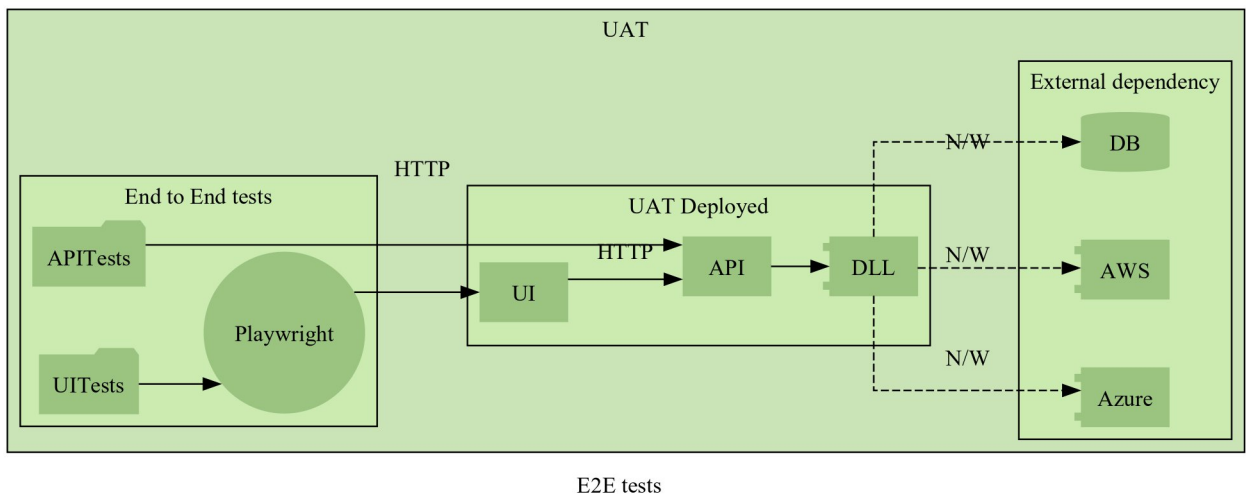 UAT
External dependency
DB
N/W
HTTP
End to End tests
UAT Deployed
APITests
HTTP
API
DLL
N/W
AWS
UI
Playwright
N/W
UITests
Azure
E2E tests